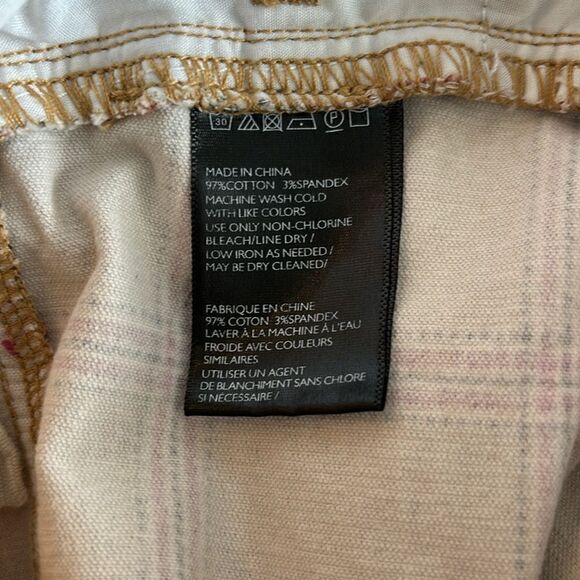 30 P
MADE IN CHINA
97%COTTON 3%SPANDEX
MACHINE WASH COLD
WITH LIKE COLORS
USE ONLY NON-CHLORINE
BLEACH/LINE DRY /
LOW IRON AS NEEDED /
MAY BE DRY CLEANED/
FABRIQUE EN CHINE
97% COTON 3%SPANDEX
LAVER À LA MACHINE À L'EAU
FROIDE AVEC COULEURS
SIMILAIRES
UTILISER UN AGENT
DE BLANCHIMENT SANS CHLORE
SI NÉCESSAIRE /